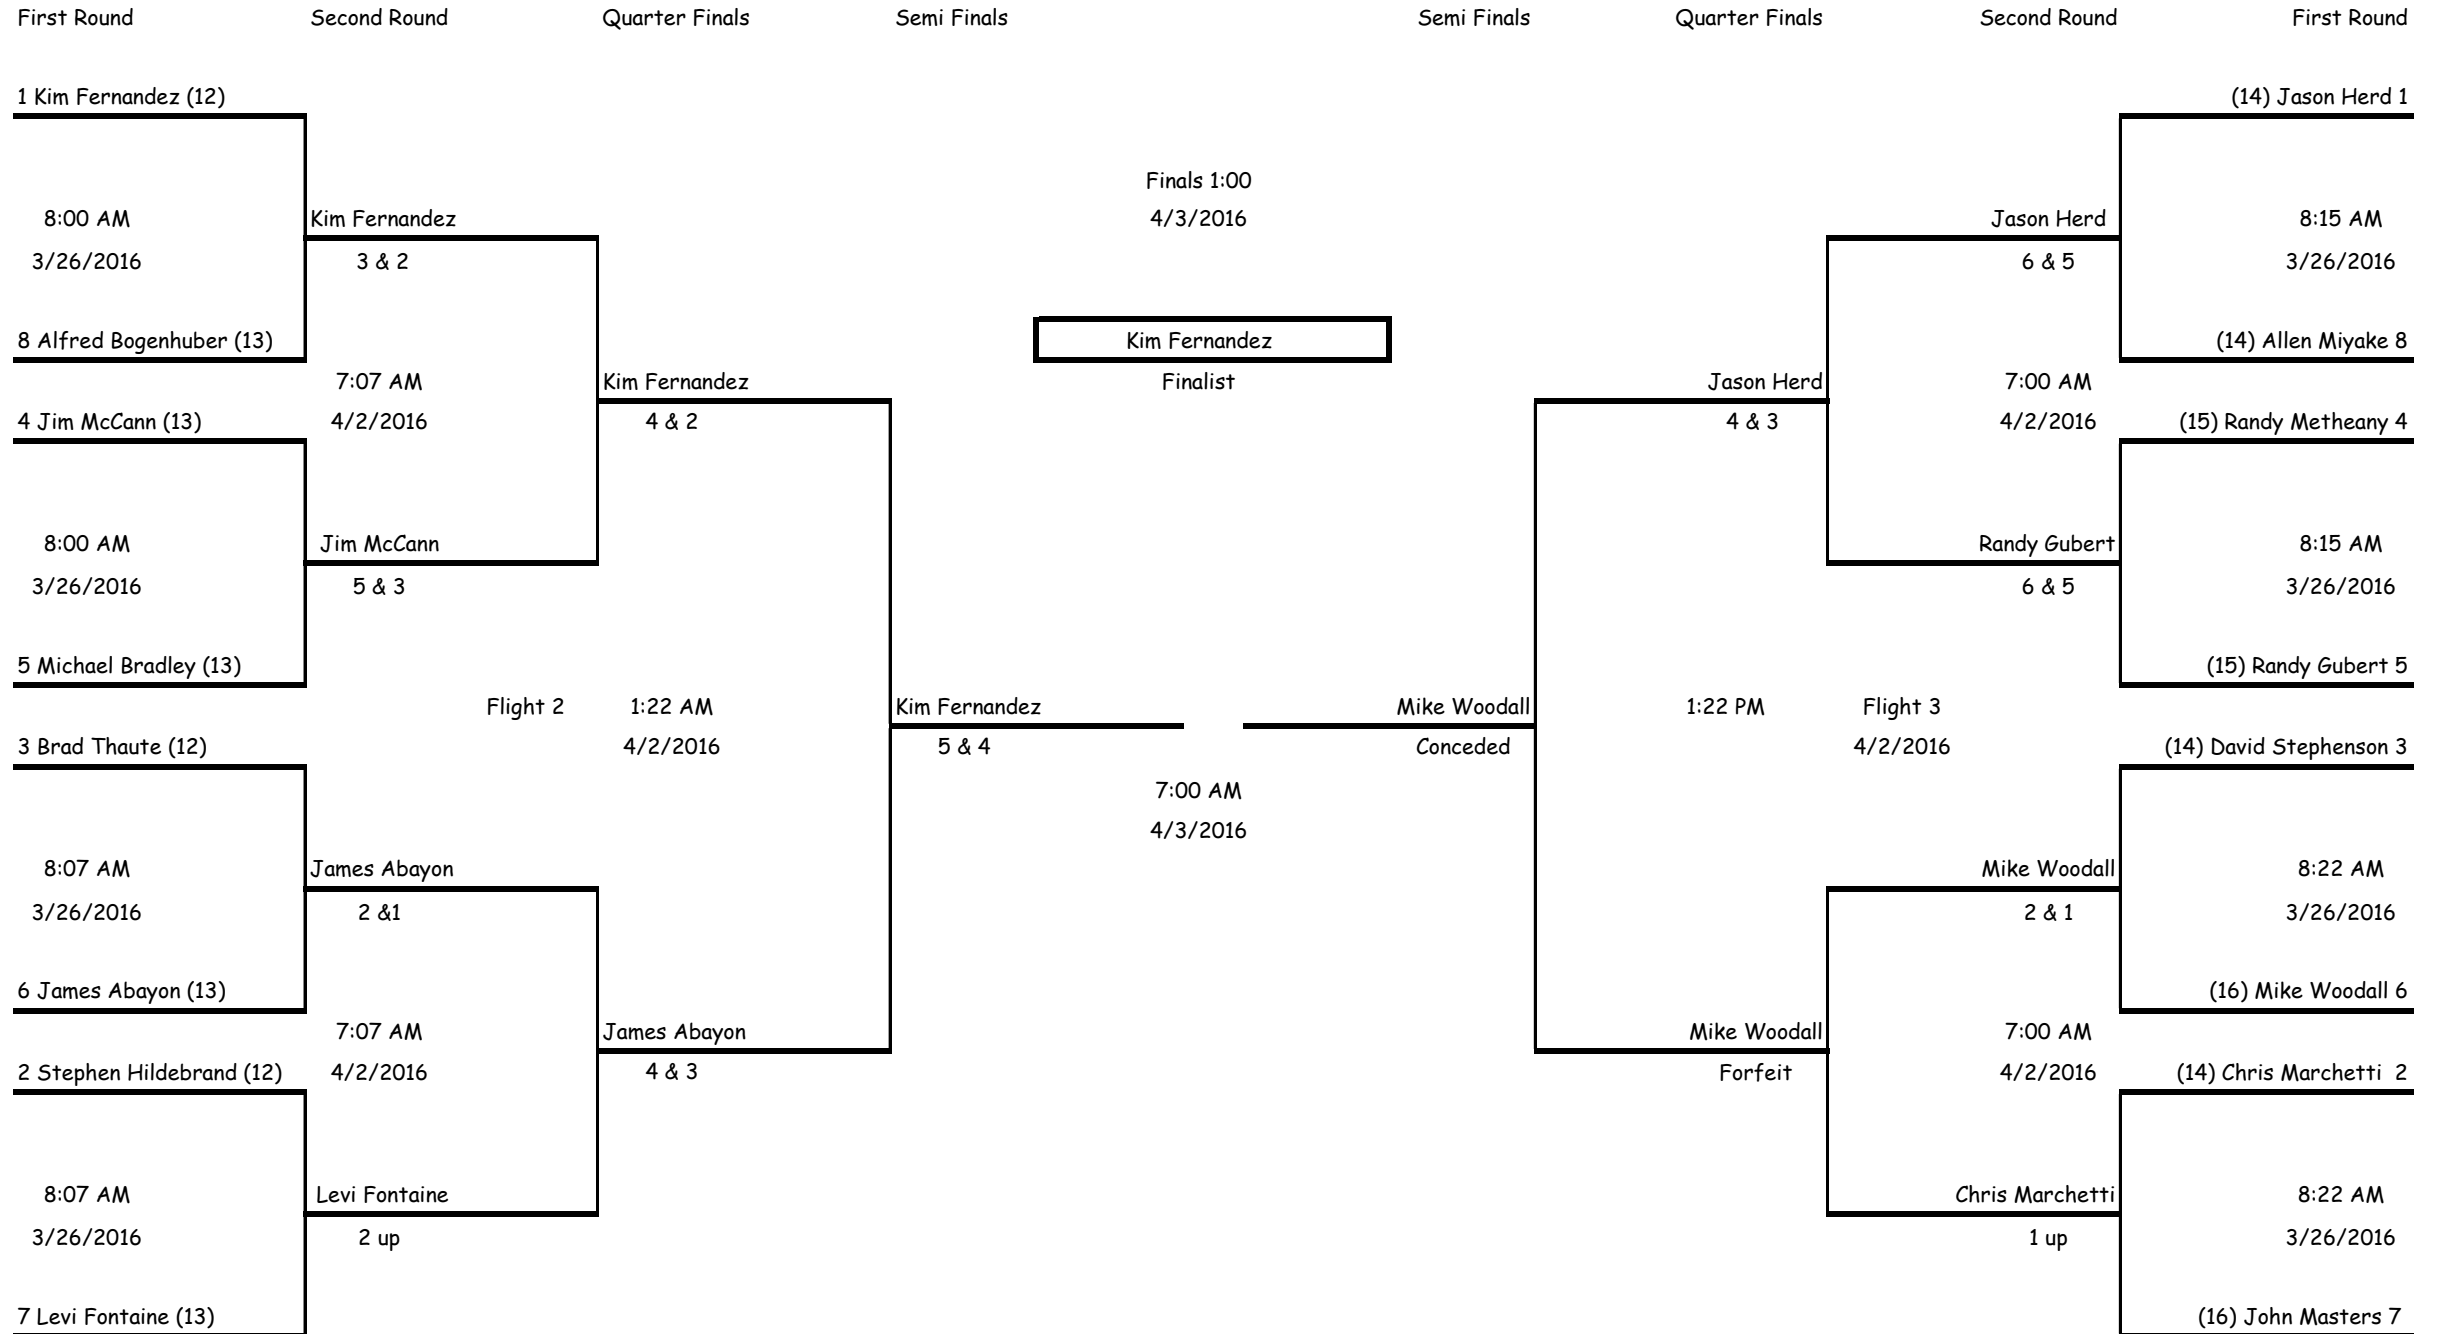 First Round Second Round Quarter Finals Semi Finals Semi Finals Quarter Finals Second Round First Round
1 Kim Fernandez (12) (14) Jason Herd 1
Finals 1:00
8:00 AM Kim Fernandez 4/3/2016 Jason Herd 8:15 AM
3/26/2016 3 & 2 6 & 5 3/26/2016
8 Alfred Bogenhuber (13) Kim Fernandez (14) Allen Miyake 8
7:07 AM Kim Fernandez Finalist Jason Herd 7:00 AM
4 Jim McCann (13) 4/2/2016 4 & 2 4 & 3 4/2/2016 (15) Randy Metheany 4
8:00 AM Jim McCann Randy Gubert 8:15 AM
3/26/2016 5 & 3 6 & 5 3/26/2016
5 Michael Bradley (13) (15) Randy Gubert 5
Flight 2 1:22 AM Kim Fernandez Mike Woodall 1:22 PM Flight 3
3 Brad Thaute (12) 4/2/2016 5 & 4 Conceded 4/2/2016 (14) David Stephenson 3
7:00 AM
4/3/2016
8:07 AM James Abayon Mike Woodall 8:22 AM
3/26/2016 2 &1 2 & 1 3/26/2016
6 James Abayon (13) (16) Mike Woodall 6
7:07 AM James Abayon Mike Woodall 7:00 AM
2 Stephen Hildebrand (12) 4/2/2016 4 & 3 Forfeit 4/2/2016 (14) Chris Marchetti  2
8:07 AM Levi Fontaine Chris Marchetti 8:22 AM
3/26/2016 2 up 1 up 3/26/2016
7 Levi Fontaine (13) (16) John Masters 7